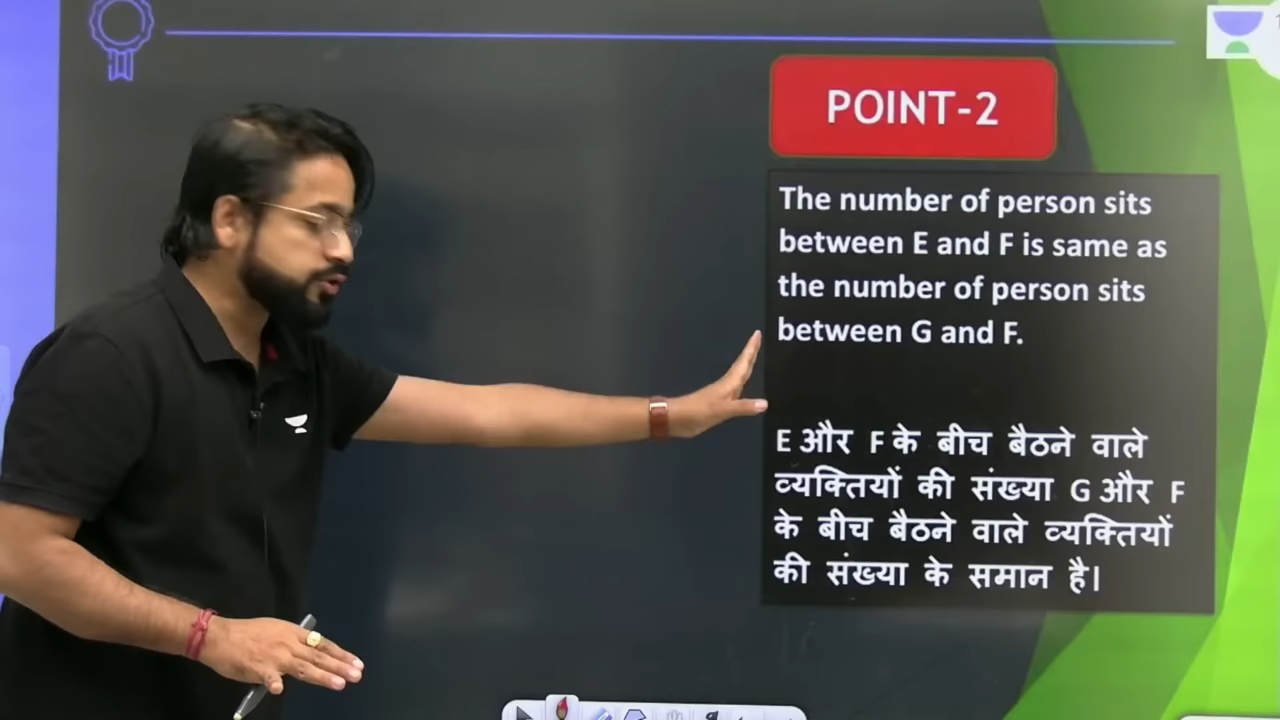 POINT-2
The number of person sits
between E and F is same as
the number of person sits
between G and F.
E और F के बीच बैठने वाले
व्यक्तियों की संख्या G और F
के बीच बैठने वाले व्यक्तियों
की संख्या के समान है।